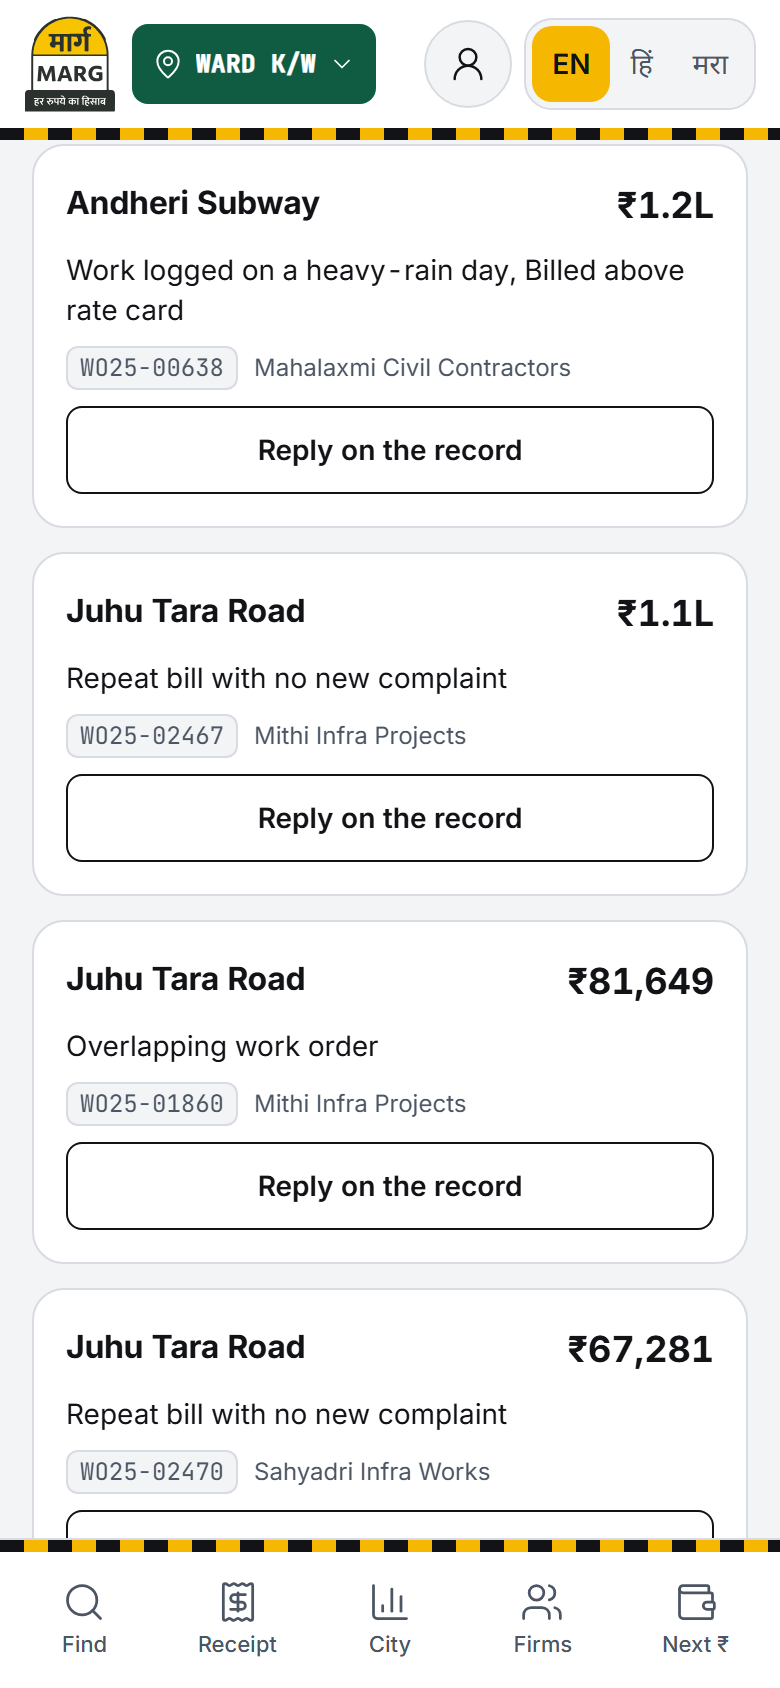 मार्ग
MARG
हर रुपये का हिसाब
WARD K/W
EN हिं मरा
Andheri Subway ₹1.2L
Work logged on a heavy-rain day, Billed above
rate card
WO25-00638 Mahalaxmi Civil Contractors
Reply on the record
Juhu Tara Road ₹1.1L
Repeat bill with no new complaint
WO25-02467 Mithi Infra Projects
Reply on the record
Juhu Tara Road ₹81,649
Overlapping work order
WO25-01860 Mithi Infra Projects
Reply on the record
Juhu Tara Road ₹67,281
Repeat bill with no new complaint
WO25-02470 Sahyadri Infra Works
Find Receipt City Firms Next ₹